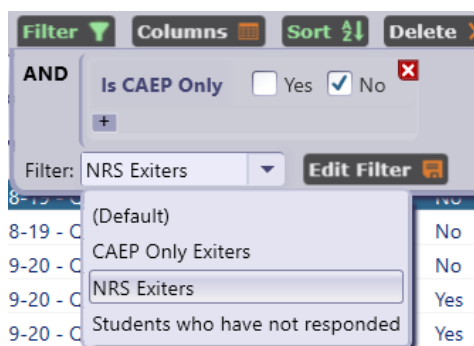 Filter Columns Sort Delete
AND
Is CAEP Only Yes No
+
Filter: NRS Exiters Edit Filter
No
(Default)
8-19 - No
CAEP Only Exiters
9-20 - No
NRS Exiters
9-20 - Yes
Students who have not responded
9-20 - Yes